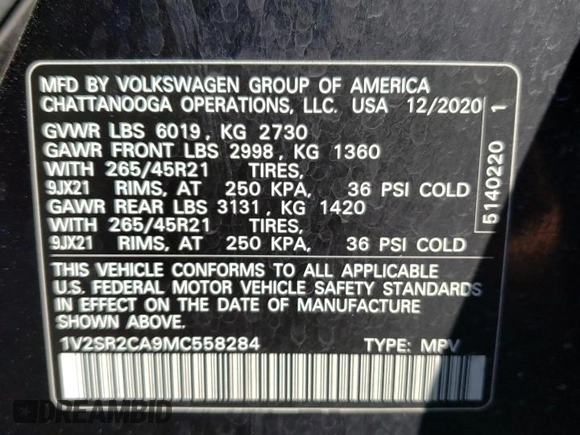 MFD BY VOLKSWAGEN GROUP OF AMERICA
CHATTANOOGA OPERATIONS, LLC. USA 12/2020
GVWR LBS 6019, KG 2730
GAWR FRONT LBS 2998, KG 1360
WITH 265/45R21 TIRES,
9JX21 RIMS, AT 250 KPA, 36 PSI COLD
GAWR REAR LBS 3131, KG 1420
WITH 265/45R21 TIRES,
9JX21 RIMS, AT 250 KPA, 36 PSI COLD
THIS VEHICLE CONFORMS TO ALL APPLICABLE
U.S. FEDERAL MOTOR VEHICLE SAFETY STANDARDS
IN EFFECT ON THE DATE OF MANUFACTURE
1V2SR2CA9MC558284 TYPE: MPV
5140220 1
DREAMBID